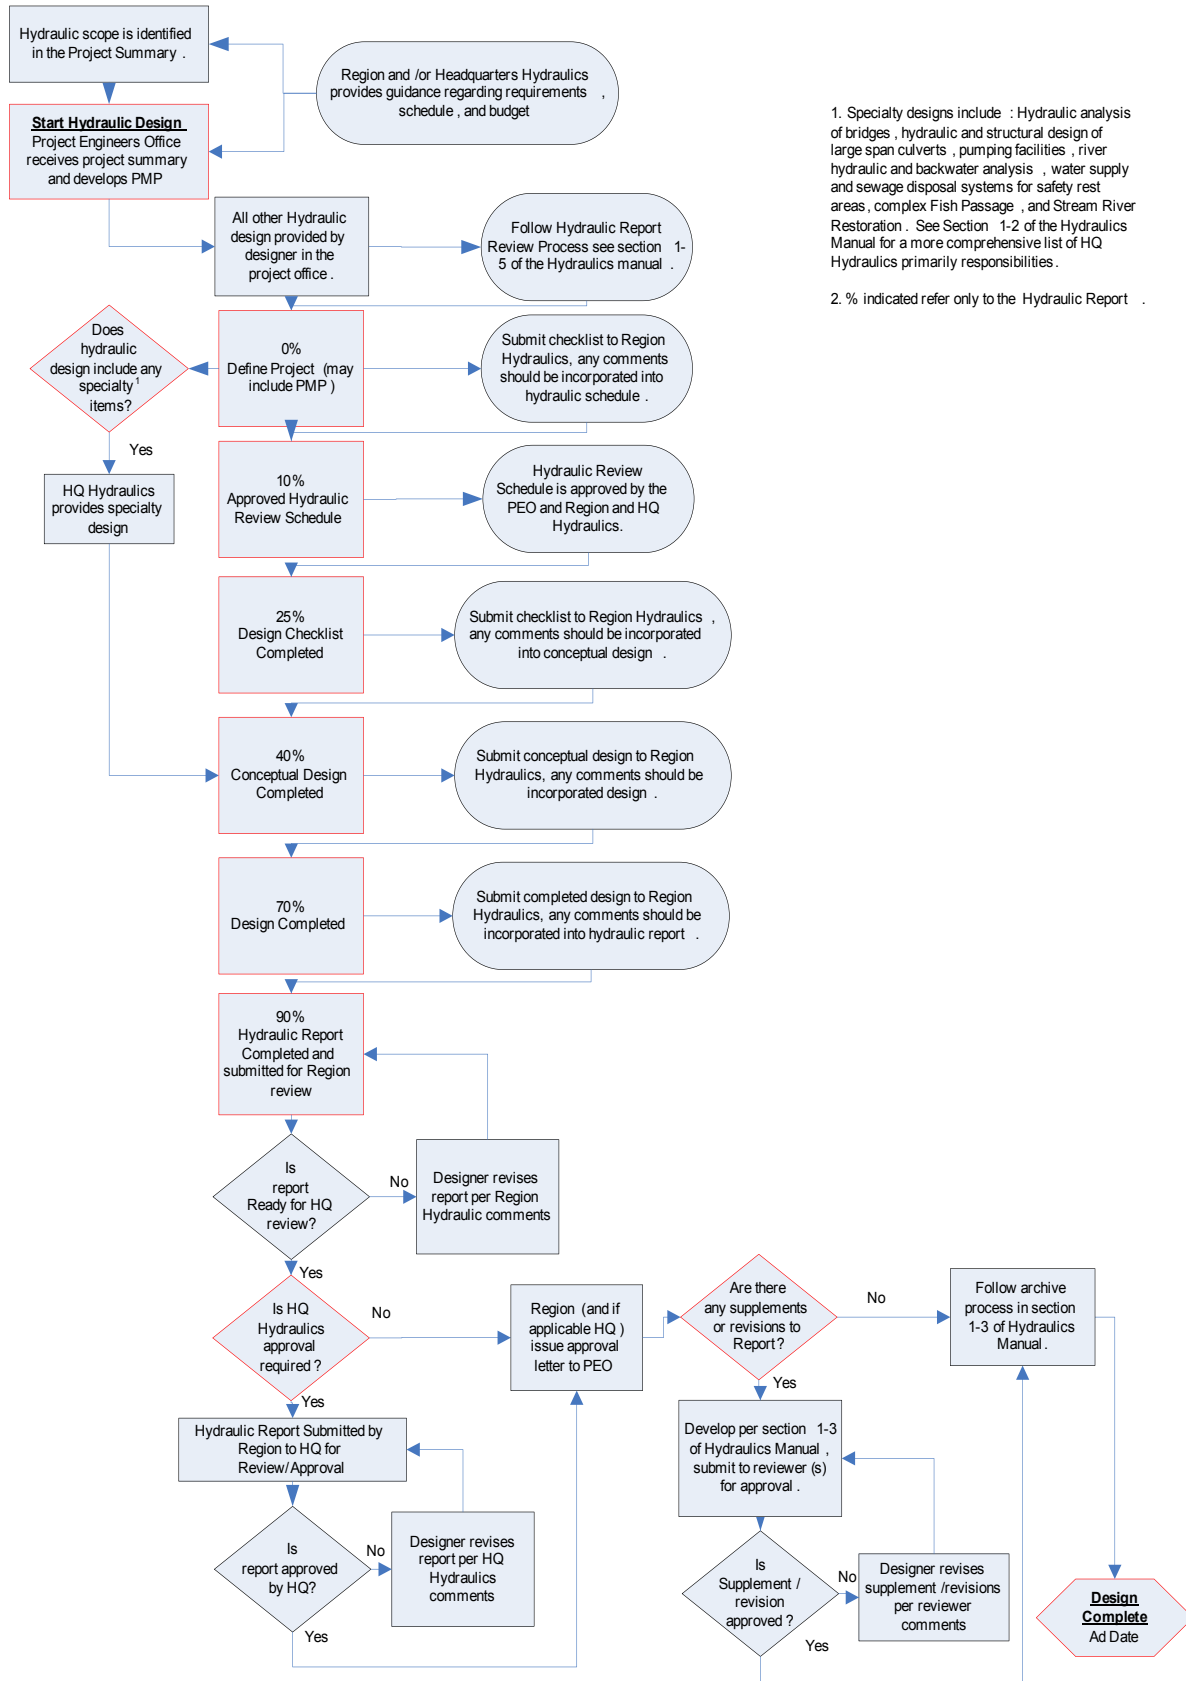 Hydraulic scope is identified
in the Project Summary .
Region and /or Headquarters Hydraulics
provides guidance regarding requirements ,
schedule , and budget
Start Hydraulic Design
Project Engineers Office
receives project summary
and develops PMP
1. Specialty designs include : Hydraulic analysis
of bridges , hydraulic and structural design of
large span culverts , pumping facilities , river
hydraulic and backwater analysis , water supply
and sewage disposal systems for safety rest
areas , complex Fish Passage , and Stream River
Restoration . See Section 1-2 of the Hydraulics
Manual for a more comprehensive list of HQ
Hydraulics primarily responsibilities.
2. % indicated refer only to the Hydraulic Report .
All other Hydraulic
design provided by
designer in the
project office .
Follow Hydraulic Report
Review Process see section 1-
5 of the Hydraulics manual .
Does
hydraulic
design include any
specialty1
items?
0%
Define Project (may
include PMP )
Submit checklist to Region
Hydraulics, any comments
should be incorporated into
hydraulic schedule .
Yes
HQ Hydraulics
provides specialty
design
10%
Approved Hydraulic
Review Schedule
Hydraulic Review
Schedule is approved by the
PEO and Region and HQ
Hydraulics.
25%
Design Checklist
Completed
Submit checklist to Region Hydraulics ,
any comments should be incorporated
into conceptual design .
40%
Conceptual Design
Completed
Submit conceptual design to Region
Hydraulics, any comments should be
incorporated design .
70%
Design Completed
Submit completed design to Region
Hydraulics, any comments should be
incorporated into hydraulic report .
90%
Hydraulic Report
Completed and
submitted for Region
review
Is
report
Ready for HQ
review?
No
Designer revises
report per Region
Hydraulic comments
Yes
Is HQ
Hydraulics
approval
required ?
No
Region (and if
applicable HQ )
issue approval
letter to PEO
Are there
any supplements
or revisions to
Report ?
No
Follow archive
process in section
1-3 of Hydraulics
Manual .
Yes
Yes
Hydraulic Report Submitted by
Region to HQ for
Review/Approval
Develop per section 1-3
of Hydraulics Manual ,
submit to reviewer (s)
for approval .
Is
report approved
by HQ?
No
Designer revises
report per HQ
Hydraulics
comments
Yes
Is
Supplement /
revision
approved ?
No
Designer revises
supplement /revisions
per reviewer
comments
Yes
Design
Complete
Ad Date